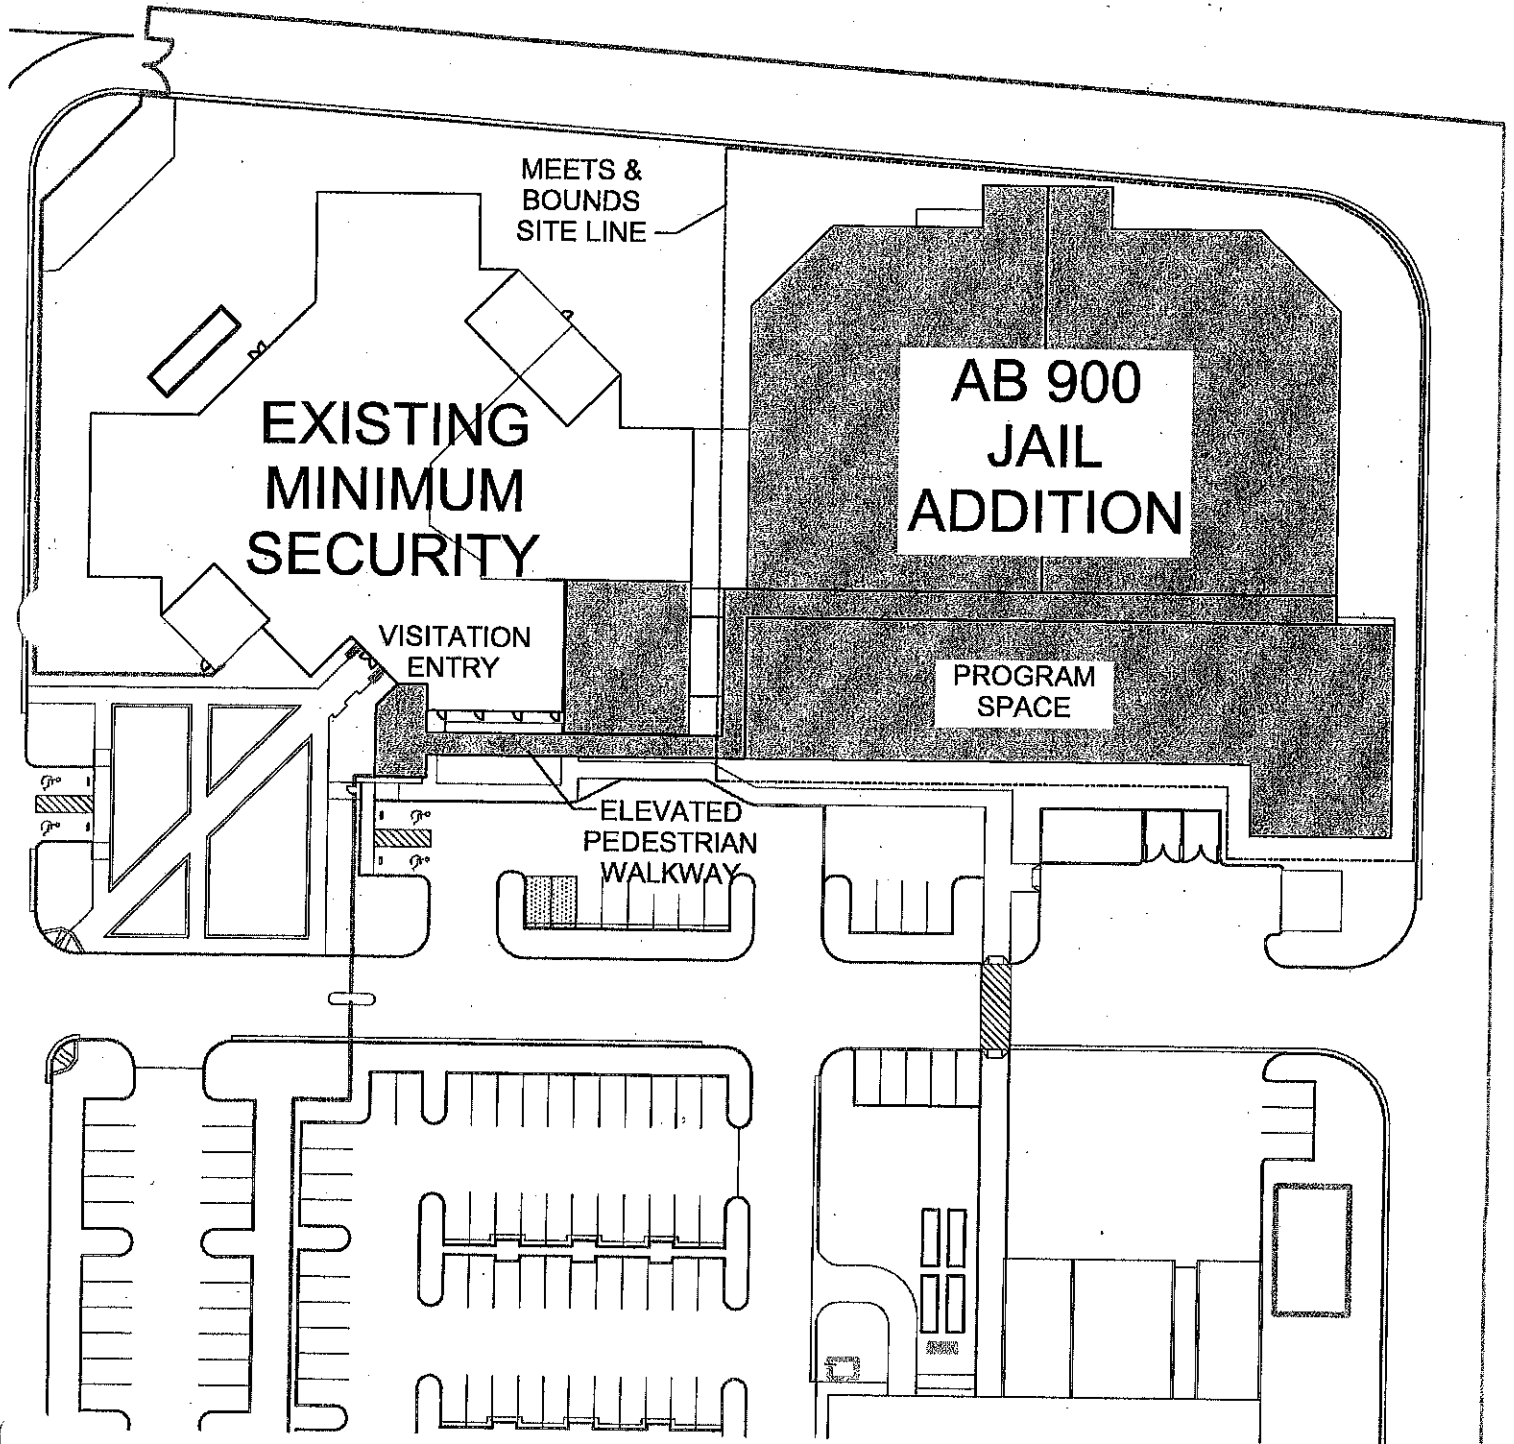 MEETS &
BOUNDS
SITE LINE
AB 900
JAIL
ADDITION
EXISTING
MINIMUM
SECURITY
VISITATION
ENTRY
PROGRAM
SPACE
ELEVATED
PEDESTRIAN
WALKWAY